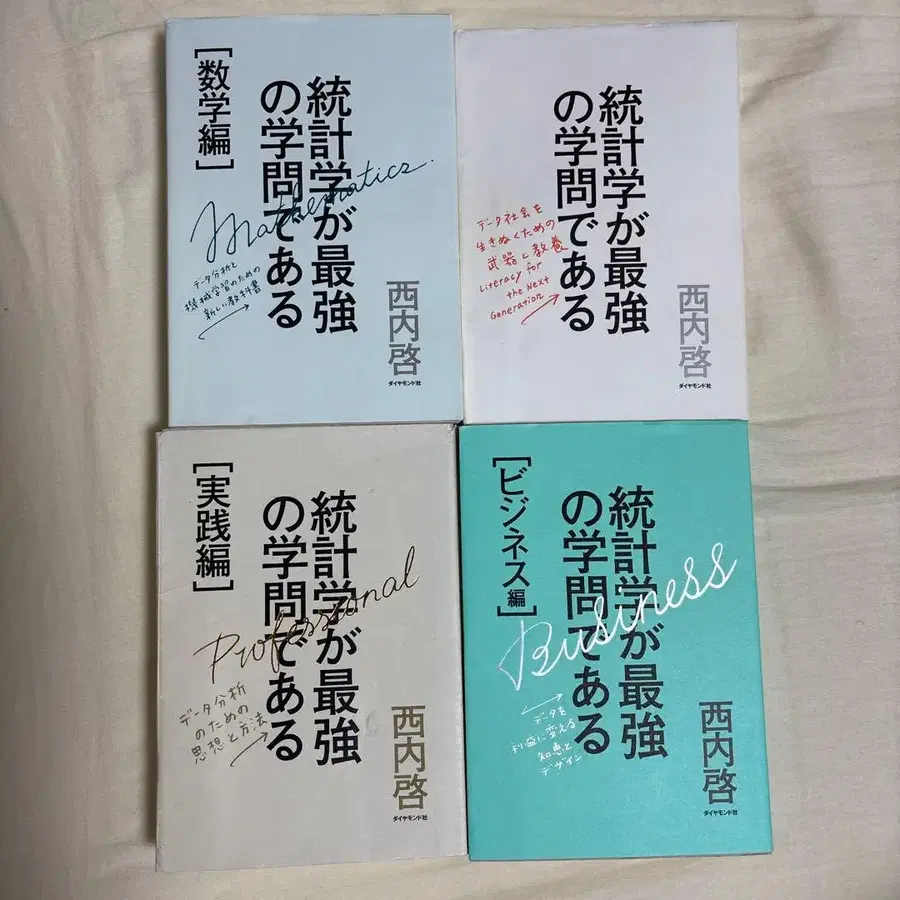 [数学編]
統計学が最強
の学問である
Mathematics.
データ分析と
機械学習のための
新しい教科書
西内啓
ダイヤモンド社
統計学が最強
の学問である
データ社会を
生きぬくための
武器と教養
Literacy for
the Next
Generation
西内啓
ダイヤモンド社
[実践編]
統計学が最強
の学問である
Professional
データ分析
のための
思想と方法
西内啓
ダイヤモンド社
[ビジネス編]
統計学が最強
の学問である
Business
データを
利益に変える
知恵と
デザイン
西内啓
ダイヤモンド社